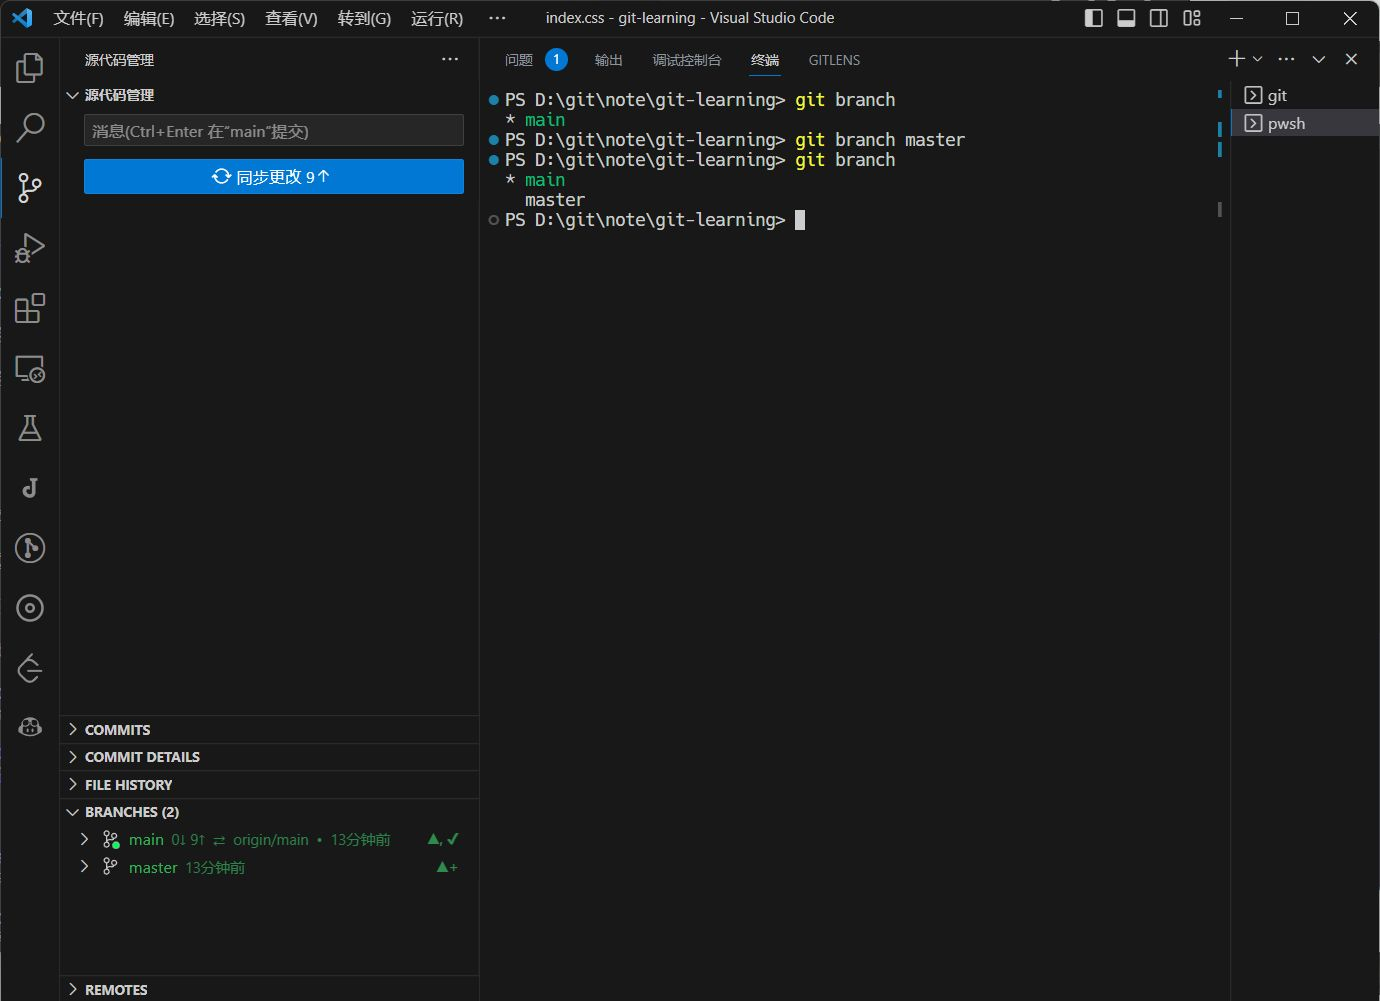 文件(F) 编辑(E) 选择(S) 查看(V) 转到(G) 运行(R) ··· index.css - git-learning - Visual Studio Code
源代码管理 ···
源代码管理
消息(Ctrl+Enter 在“main”提交)
同步更改 9↑
COMMITS
COMMIT DETAILS
FILE HISTORY
BRANCHES (2)
main 0↓ 9↑ ⇄ origin/main • 13分钟前 ▲, ✓
master 13分钟前 ▲+
REMOTES
问题 1 输出 调试控制台 终端 GITLENS
PS D:\git\note\git-learning> git branch
* main
PS D:\git\note\git-learning> git branch master
PS D:\git\note\git-learning> git branch
* main
master
PS D:\git\note\git-learning>
git
pwsh